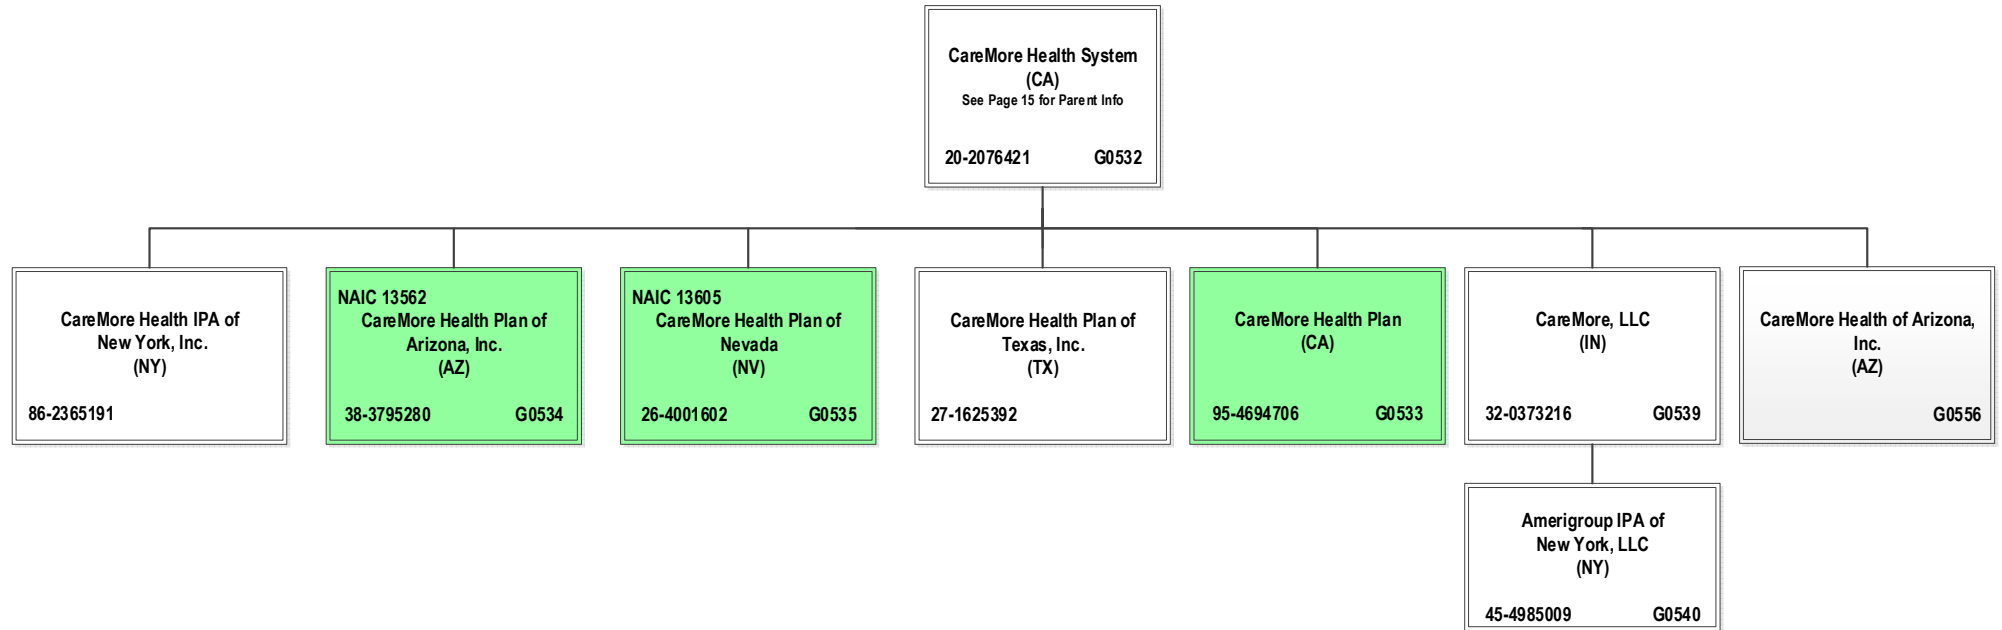 CareMore Health System
(CA)
See Page 15 for Parent Info
20-2076421 G0532
CareMore Health IPA of
New York, Inc.
(NY)
86-2365191
NAIC 13562
CareMore Health Plan of
Arizona, Inc.
(AZ)
38-3795280 G0534
NAIC 13605
CareMore Health Plan of
Nevada
(NV)
26-4001602 G0535
CareMore Health Plan of
Texas, Inc.
(TX)
27-1625392
CareMore Health Plan
(CA)
95-4694706 G0533
CareMore, LLC
(IN)
32-0373216 G0539
CareMore Health of Arizona,
Inc.
(AZ)
G0556
Amerigroup IPA of
New York, LLC
(NY)
45-4985009 G0540